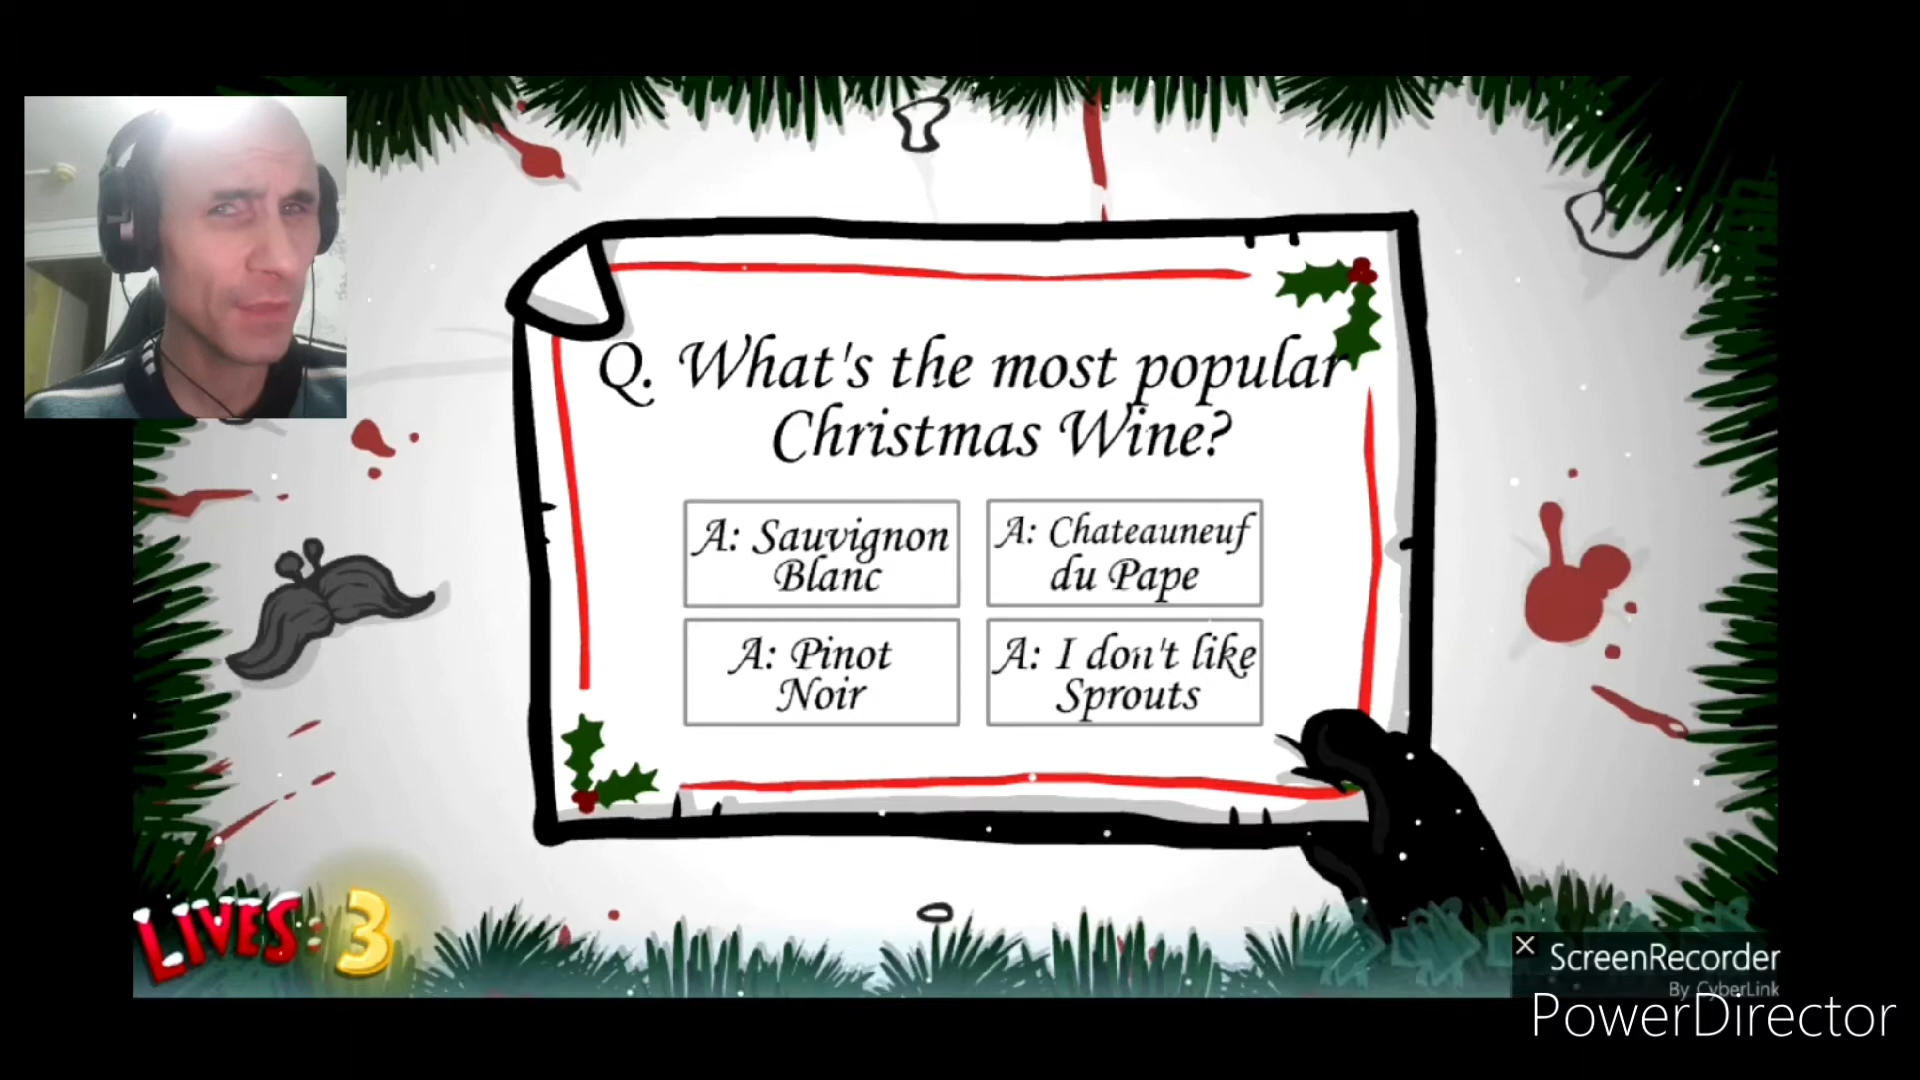 Q. What's the most popular
Christmas Wine?
A: Sauvignon
Blanc
A: Chateauneuf
du Pape
A: Pinot
Noir
A: I don't like
Sprouts
LIVES: 3
ScreenRecorder
By CyberLink
PowerDirector